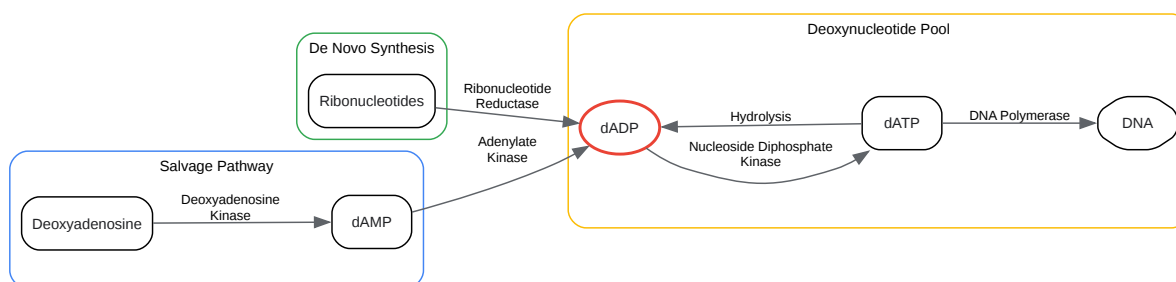 Deoxynucleotide Pool
De Novo Synthesis
Ribonucleotides
Ribonucleotide
Reductase
dADP
Hydrolysis
dATP
DNA Polymerase
DNA
Nucleoside Diphosphate
Kinase
Adenylate
Kinase
Salvage Pathway
Deoxyadenosine
Deoxyadenosine
Kinase
dAMP